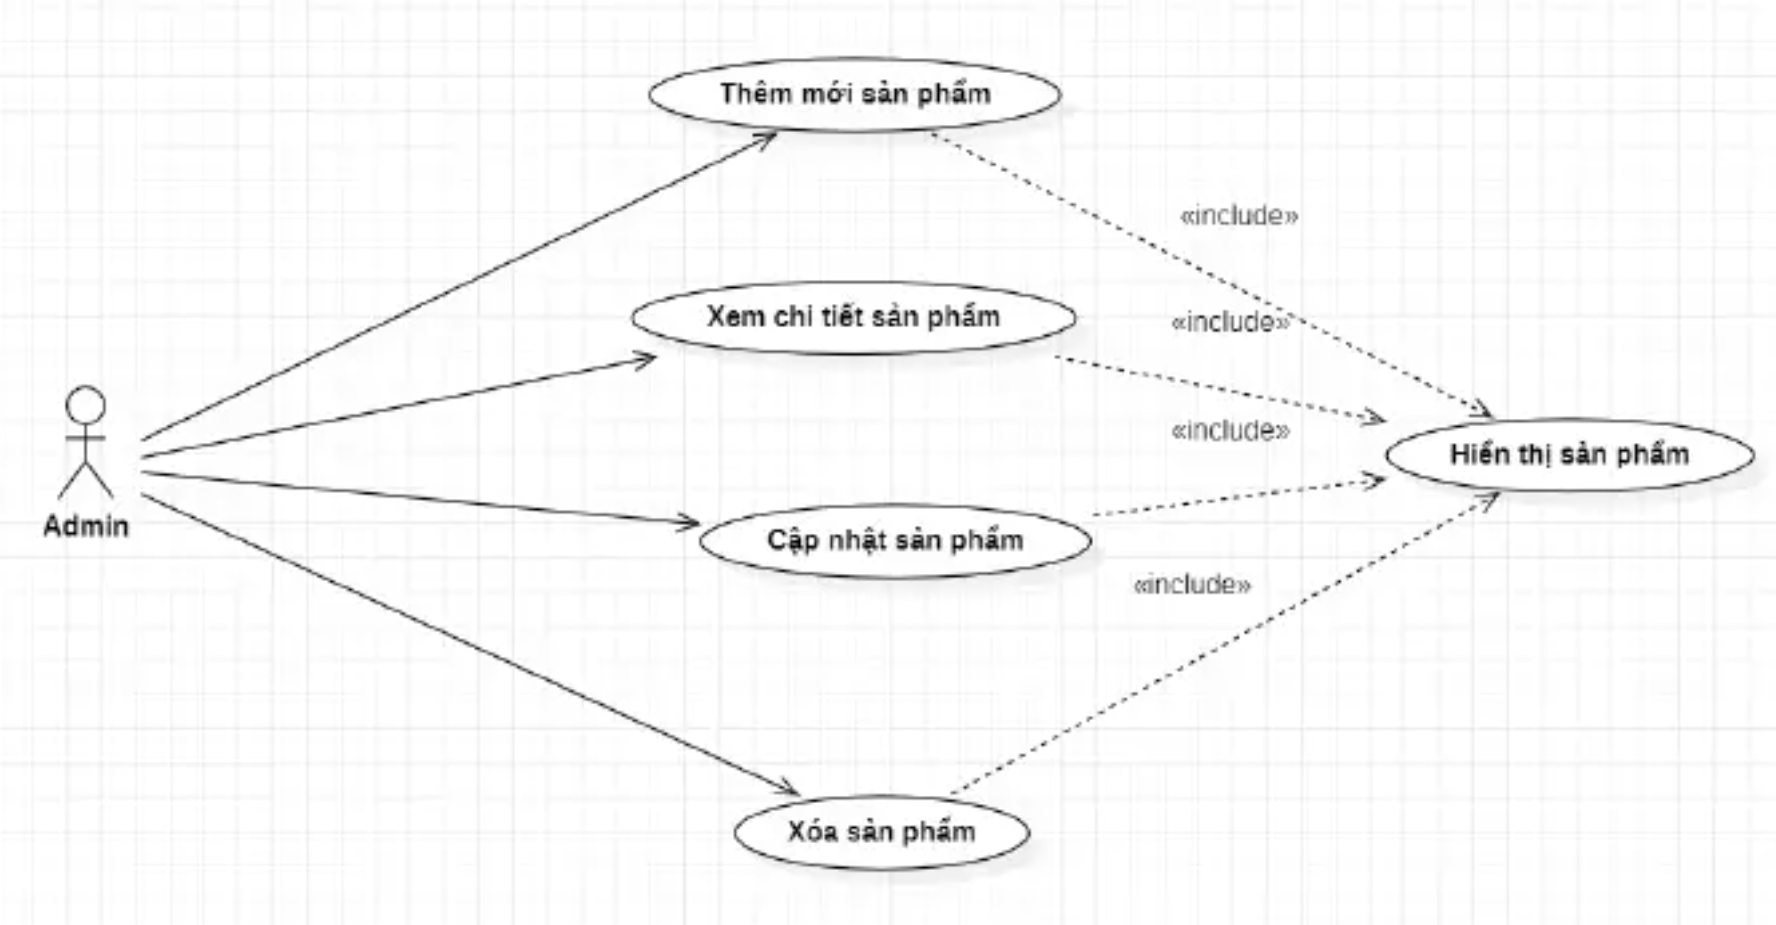 Thêm mới sản phẩm
«include»
Xem chi tiết sản phẩm
«include»
«include»
Hiển thị sản phẩm
Admin
Cập nhật sản phẩm
«include»
Xóa sản phẩm